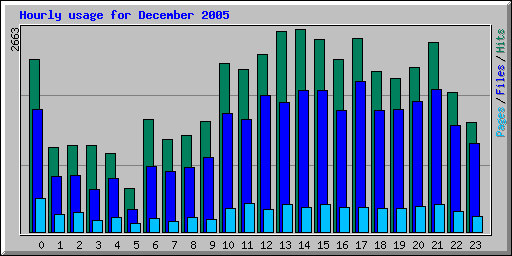 Hourly usage for December 2005
2663
Pages/Files/Hits
0 1 2 3 4 5 6 7 8 9 10 11 12 13 14 15 16 17 18 19 20 21 22 23